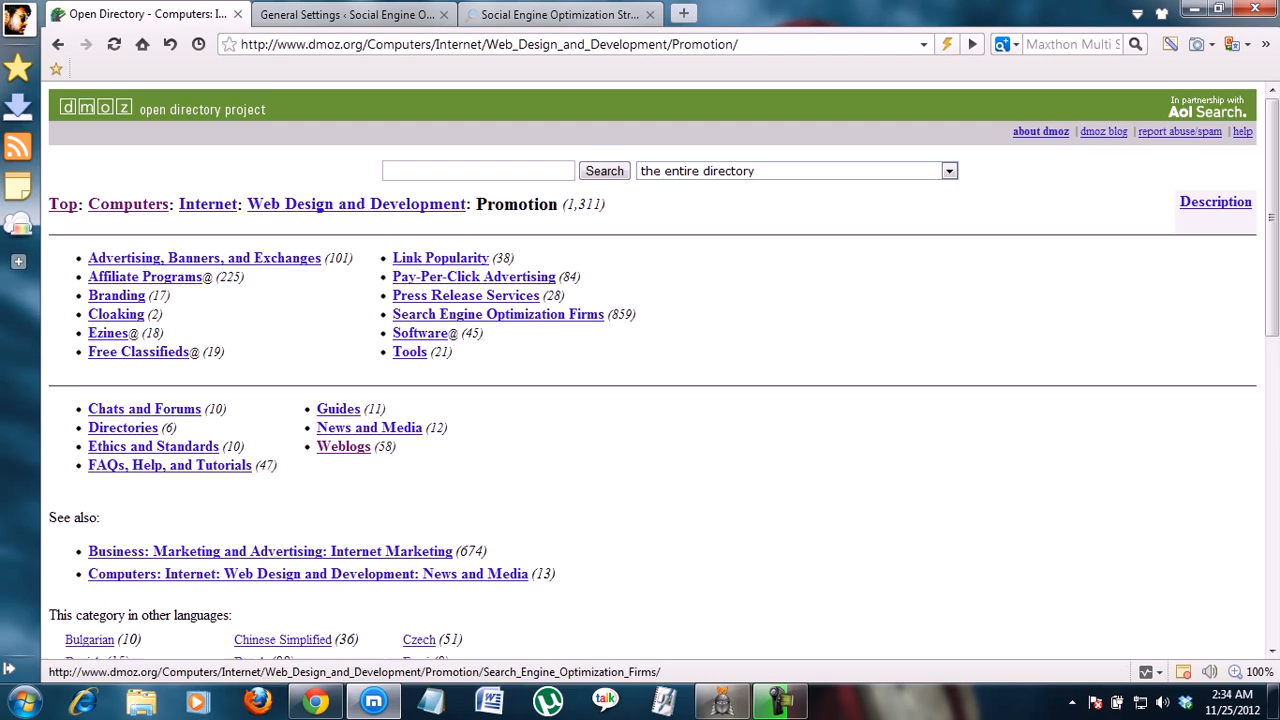 Open Directory - Computers: I... General Settings ‹ Social Engine O... Social Engine Optimization Str...
http://www.dmoz.org/Computers/Internet/Web_Design_and_Development/Promotion/ Maxthon Multi S
dmoz open directory project
In partnership with
Aol Search.
about dmoz | dmoz blog | report abuse/spam | help
Search the entire directory
Top: Computers: Internet: Web Design and Development: Promotion (1,311) Description
Advertising, Banners, and Exchanges (101)
Affiliate Programs@ (225)
Branding (17)
Cloaking (2)
Ezines@ (18)
Free Classifieds@ (19)
Link Popularity (38)
Pay-Per-Click Advertising (84)
Press Release Services (28)
Search Engine Optimization Firms (859)
Software@ (45)
Tools (21)
Chats and Forums (10)
Directories (6)
Ethics and Standards (10)
FAQs, Help, and Tutorials (47)
Guides (11)
News and Media (12)
Weblogs (58)
See also:
Business: Marketing and Advertising: Internet Marketing (674)
Computers: Internet: Web Design and Development: News and Media (13)
This category in other languages:
Bulgarian (10) Chinese Simplified (36) Czech (51)
http://www.dmoz.org/Computers/Internet/Web_Design_and_Development/Promotion/Search_Engine_Optimization_Firms/ 100%
talk
2:34 AM
11/25/2012